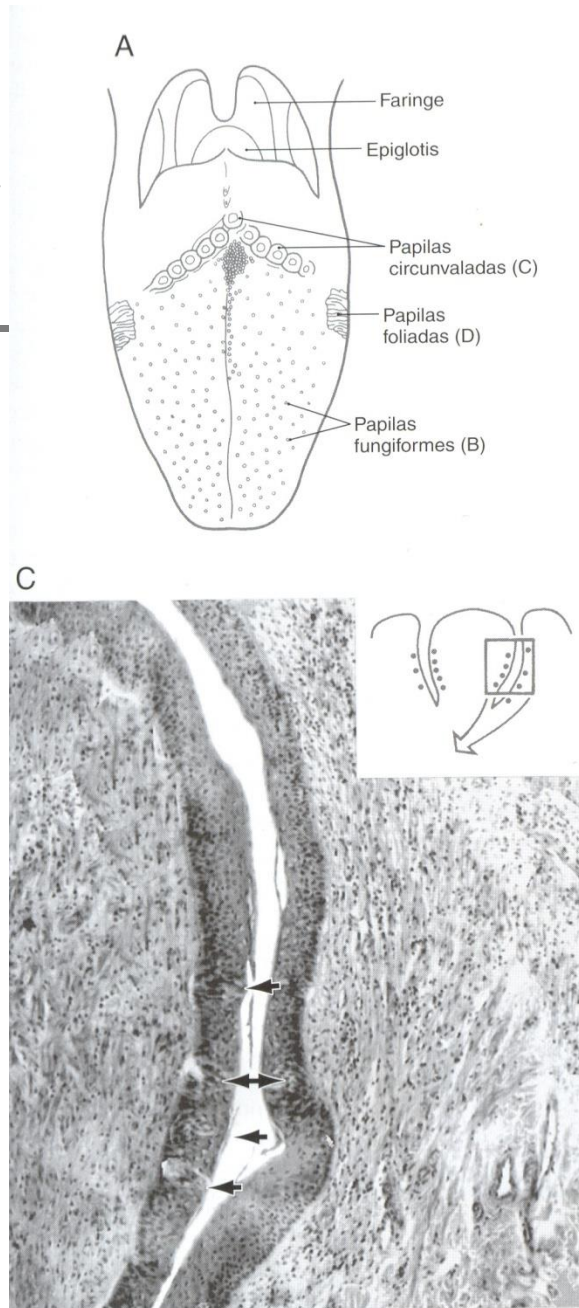 A
Faringe
Epiglotis
Papilas
circunvaladas (C)
Papilas
foliadas (D)
Papilas
fungiformes (B)
C